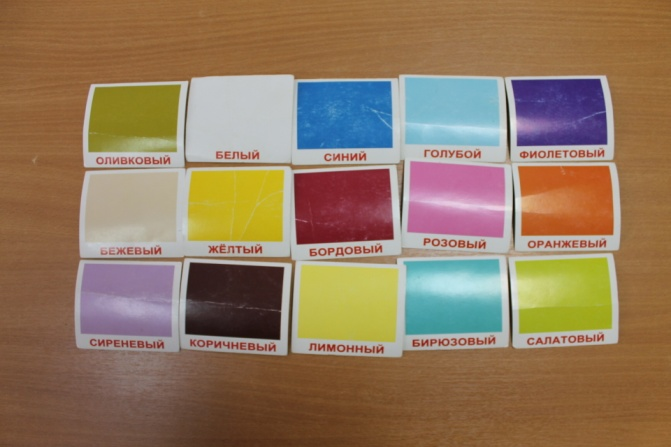 ОЛИВКОВЫЙ
БЕЛЫЙ
СИНИЙ
ГОЛУБОЙ
ФИОЛЕТОВЫЙ
БЕЖЕВЫЙ
ЖЁЛТЫЙ
БОРДОВЫЙ
РОЗОВЫЙ
ОРАНЖЕВЫЙ
СИРЕНЕВЫЙ
КОРИЧНЕВЫЙ
ЛИМОННЫЙ
БИРЮЗОВЫЙ
САЛАТОВЫЙ